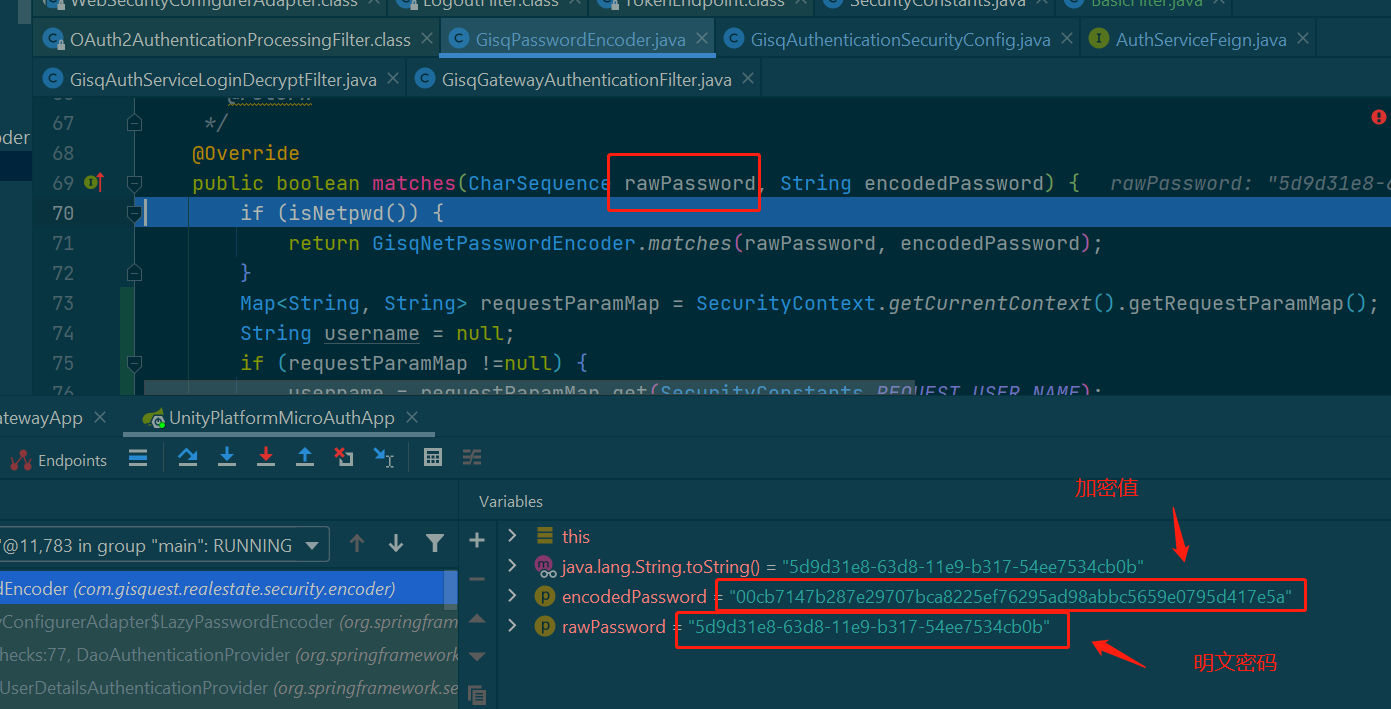 WebSecurityConfigurerAdapter.class LogoutFilter.class TokenEndpoint.class SecurityConstants.java BasicFilter.java
OAuth2AuthenticationProcessingFilter.class GisqPasswordEncoder.java GisqAuthenticationSecurityConfig.java AuthServiceFeign.java
GisqAuthServiceLoginDecryptFilter.java GisqGatewayAuthenticationFilter.java
67 */
oder
68 @Override
69 public boolean matches(CharSequence rawPassword, String encodedPassword) { rawPassword: "5d9d31e8-
70 if (isNetpwd()) {
71 return GisqNetPasswordEncoder.matches(rawPassword, encodedPassword);
72 }
73 Map<String, String> requestParamMap = SecurityContext.getCurrentContext().getRequestParamMap();
74 String username = null;
75 if (requestParamMap !=null) {
76 username = requestParamMap.get(SecurityConstants.REQUEST_USER_NAME);
atewayApp UnityPlatformMicroAuthApp
Endpoints
Variables
加密值
"@11,783 in group "main": RUNNING
this
java.lang.String.toString() = "5d9d31e8-63d8-11e9-b317-54ee7534cb0b"
dEncoder (com.gisquest.realestate.security.encoder)
encodedPassword = "00cb7147b287e29707bca8225ef76295ad98abbc5659e0795d417e5a"
yConfigurerAdapter$LazyPasswordEncoder (org.springfram
rawPassword = "5d9d31e8-63d8-11e9-b317-54ee7534cb0b"
hecks:77, DaoAuthenticationProvider (org.springframework
明文密码
UserDetailsAuthenticationProvider (org.springframework.se